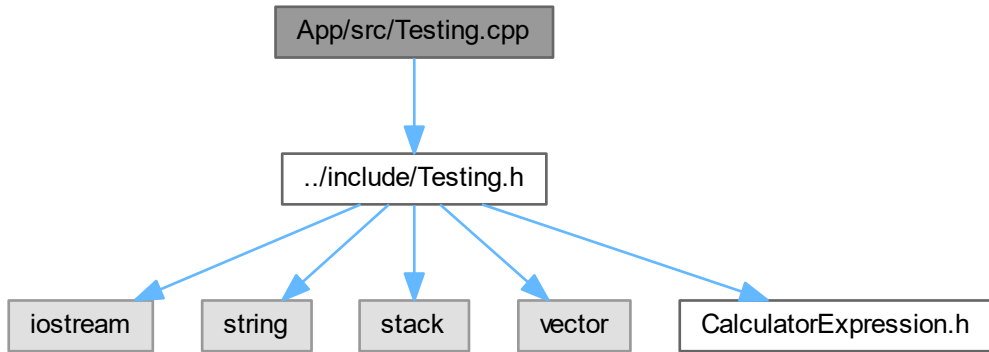 App/src/Testing.cpp
../include/Testing.h
iostream
string
stack
vector
CalculatorExpression.h